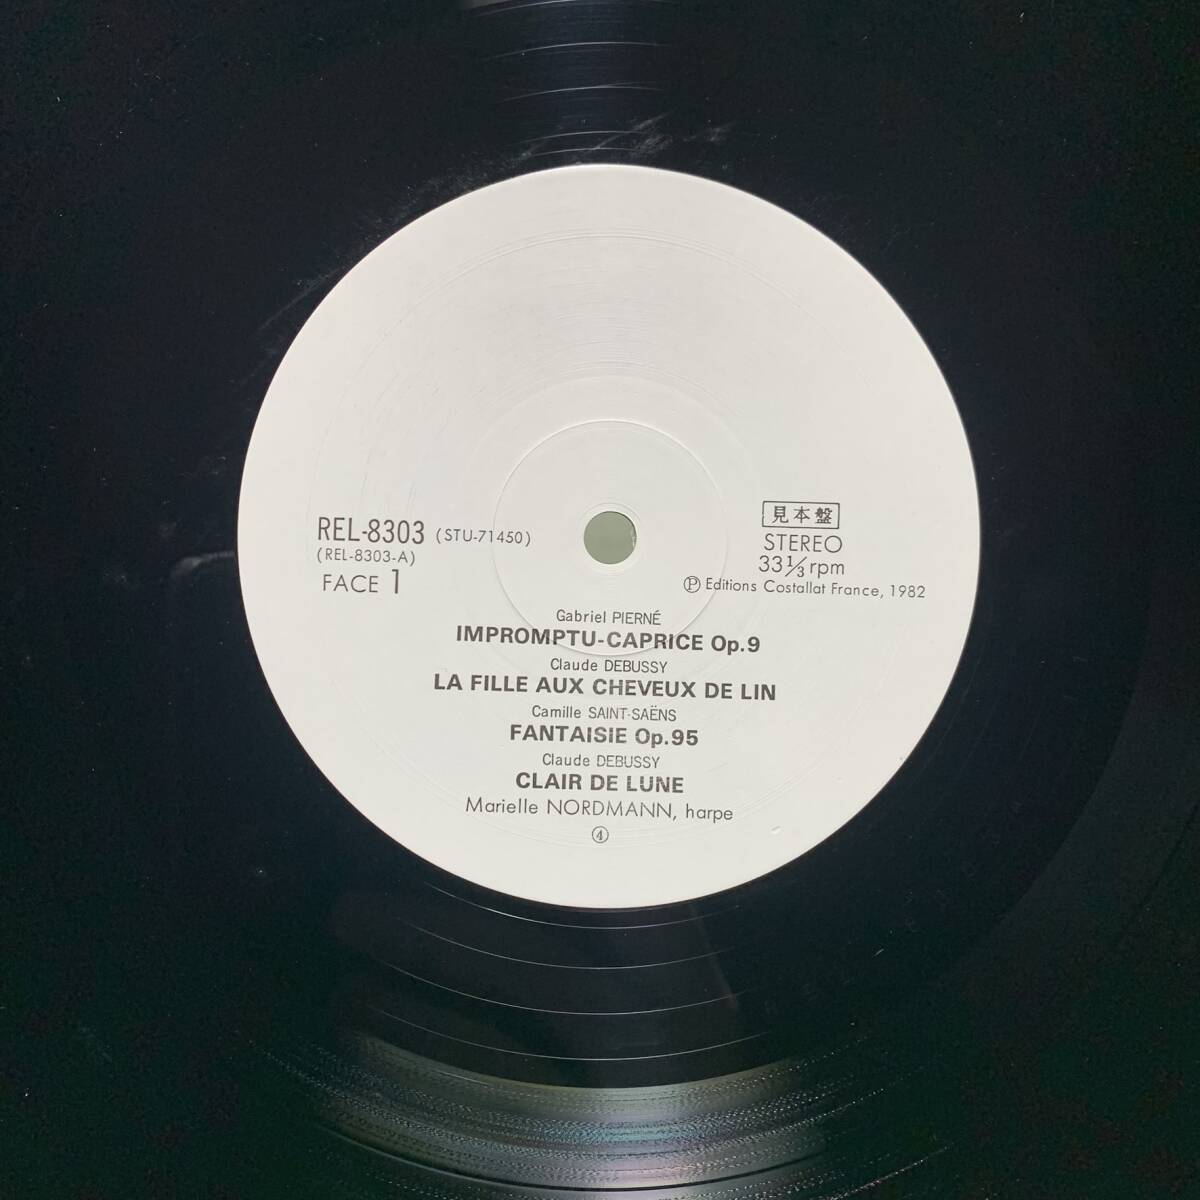 REL-8303 (STU-71450)
(REL-8303-A)
FACE 1
見本盤
STEREO
33 1/3 rpm
Ⓟ Editions Costallat France, 1982
Gabriel PIERNÉ
IMPROMPTU-CAPRICE Op.9
Claude DEBUSSY
LA FILLE AUX CHEVEUX DE LIN
Camille SAINT-SAËNS
FANTAISIE Op.95
Claude DEBUSSY
CLAIR DE LUNE
Marielle NORDMANN, harpe
④